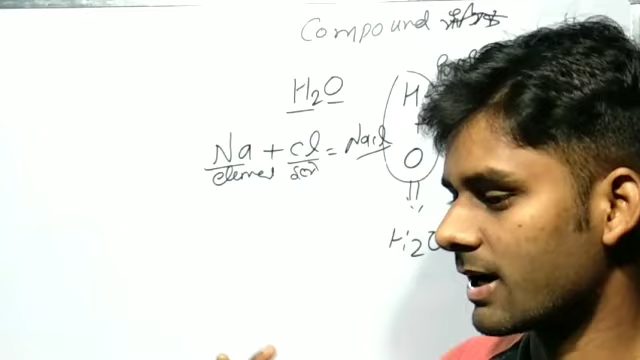 Compound
H₂O
H
+
Na + Cl = Nacl
O
element
H₂O